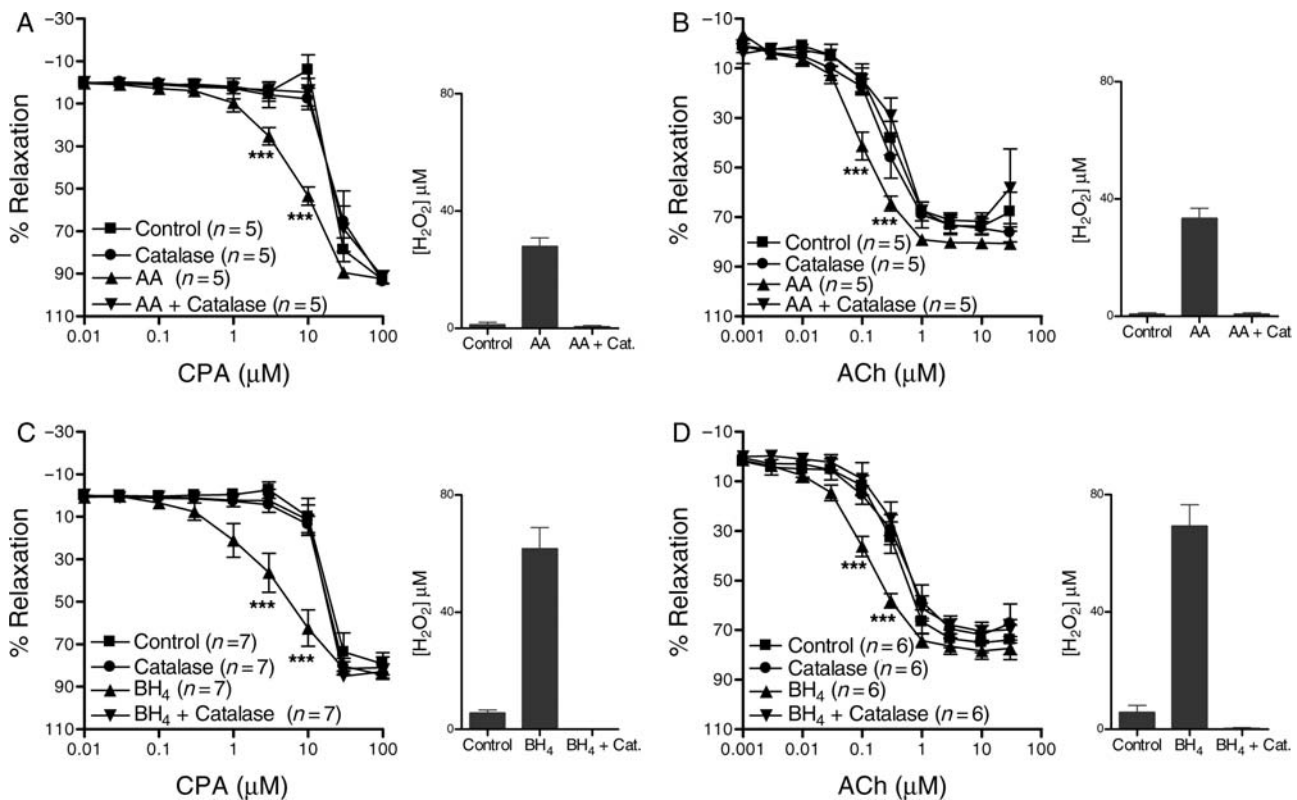 A
−30
−10
10
30
50
70
90
110
% Relaxation
***
***
Control (n = 5)
Catalase (n = 5)
AA (n = 5)
AA + Catalase (n = 5)
0.01 0.1 1 10 100
CPA (μM)
80
40
0
[H₂O₂] μM
Control AA AA + Cat.
B
−10
10
30
50
70
90
110
% Relaxation
***
***
Control (n = 5)
Catalase (n = 5)
AA (n = 5)
AA + Catalase (n = 5)
0.001 0.01 0.1 1 10 100
ACh (μM)
80
40
0
[H₂O₂] μM
Control AA AA + Cat.
C
−30
−10
10
30
50
70
90
110
% Relaxation
***
***
Control (n = 7)
Catalase (n = 7)
BH₄ (n = 7)
BH₄ + Catalase (n = 7)
0.01 0.1 1 10 100
CPA (μM)
80
40
0
[H₂O₂] μM
Control BH₄ BH₄ + Cat.
D
−10
10
30
50
70
90
110
% Relaxation
***
***
Control (n = 6)
Catalase (n = 6)
BH₄ (n = 6)
BH₄ + Catalase (n = 6)
0.001 0.01 0.1 1 10 100
ACh (μM)
80
40
0
[H₂O₂] μM
Control BH₄ BH₄ + Cat.